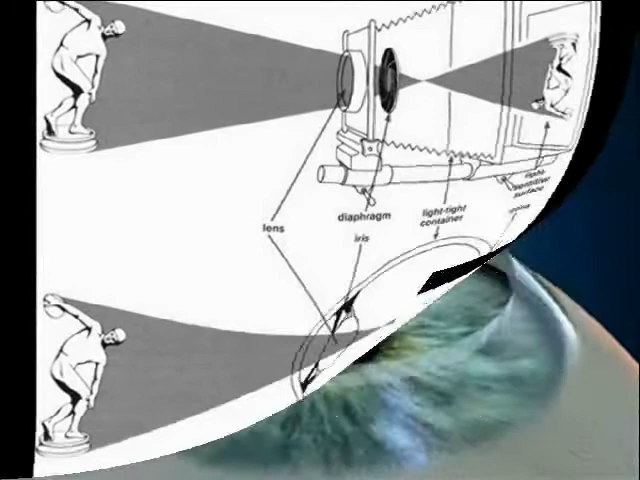 light-
sensitive
surface
diaphragm
light-tight
container
lens
iris